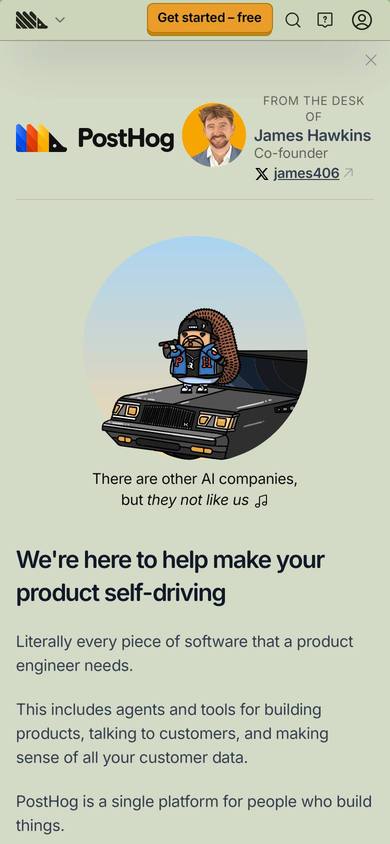 Get started – free
PostHog
FROM THE DESK
OF
James Hawkins
Co-founder
james406
There are other AI companies,
but they not like us
We're here to help make your
product self-driving
Literally every piece of software that a product
engineer needs.
This includes agents and tools for building
products, talking to customers, and making
sense of all your customer data.
PostHog is a single platform for people who build
things.